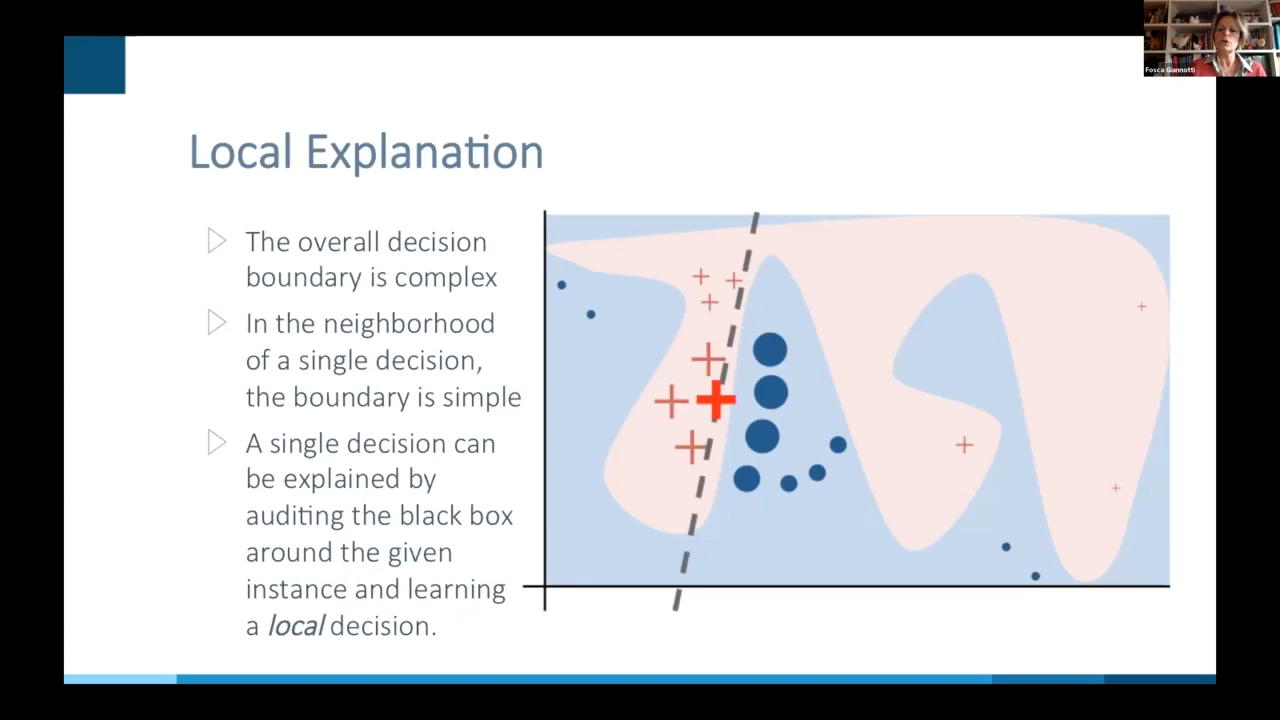 Fosca Giannotti
Local Explanation
The overall decision
boundary is complex
In the neighborhood
of a single decision,
the boundary is simple
A single decision can
be explained by
auditing the black box
around the given
instance and learning
a local decision.